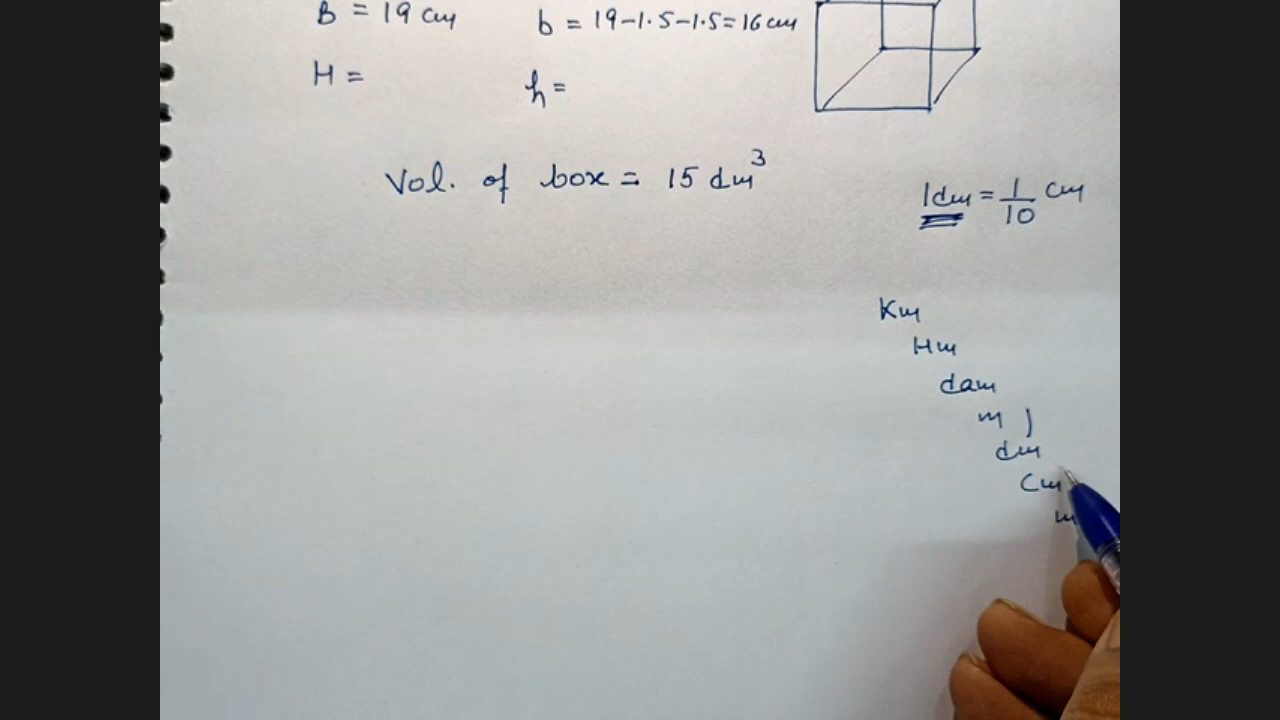 B = 19 cm b = 19-1.5-1.5=16 cm
H = h =
Vol. of box = 15 dm³
1dm = 1/10 cm
Km
Hm
dam
m )
dm
Cm
m